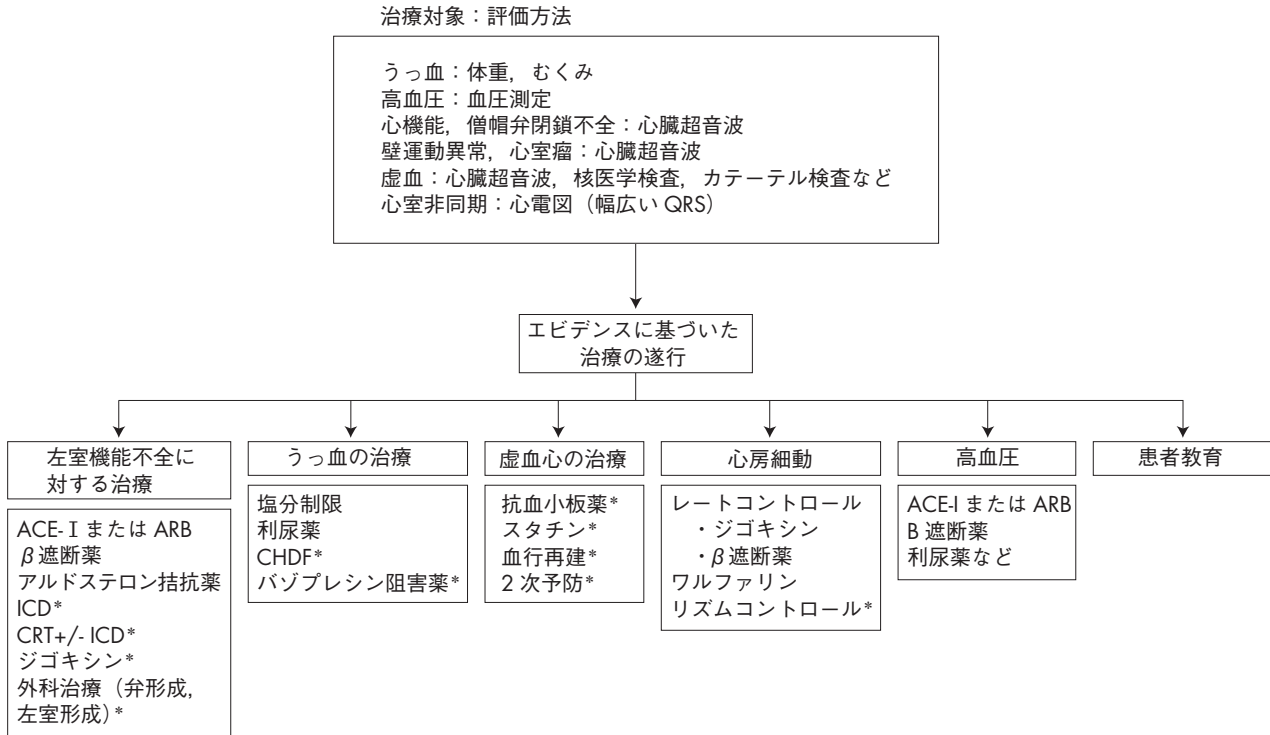 治療対象：評価方法
うっ血：体重，むくみ
高血圧：血圧測定
心機能，僧帽弁閉鎖不全：心臓超音波
壁運動異常，心室瘤：心臓超音波
虚血：心臓超音波，核医学検査，カテーテル検査など
心室非同期：心電図（幅広い QRS）
エビデンスに基づいた
治療の遂行
左室機能不全に
対する治療
ACE-Ⅰまたは ARB
β遮断薬
アルドステロン拮抗薬
ICD*
CRT+/- ICD*
ジゴキシン*
外科治療（弁形成，
左室形成）*
うっ血の治療
塩分制限
利尿薬
CHDF*
バゾプレシン阻害薬*
虚血心の治療
抗血小板薬*
スタチン*
血行再建*
2 次予防*
心房細動
レートコントロール
・ジゴキシン
・β遮断薬
ワルファリン
リズムコントロール*
高血圧
ACE-I または ARB
B 遮断薬
利尿薬など
患者教育